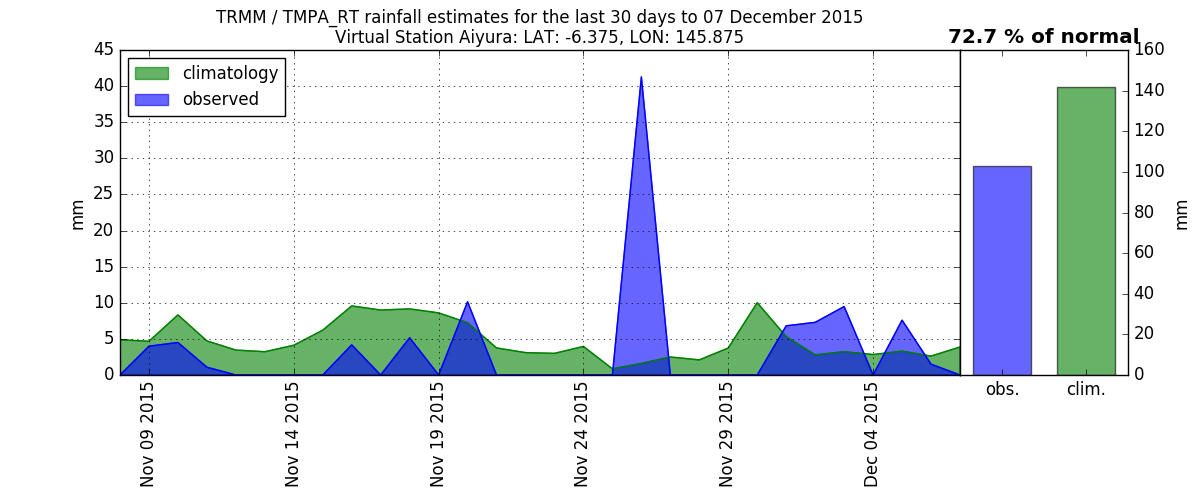 TRMM / TMPA_RT rainfall estimates for the last 30 days to 07 December 2015
Virtual Station Aiyura: LAT: -6.375, LON: 145.875
72.7 % of normal
climatology
observed
45
40
35
30
25
20
15
10
5
0
mm
Nov 09 2015
Nov 14 2015
Nov 19 2015
Nov 24 2015
Nov 29 2015
Dec 04 2015
160
140
120
100
80
60
40
20
0
mm
obs.
clim.